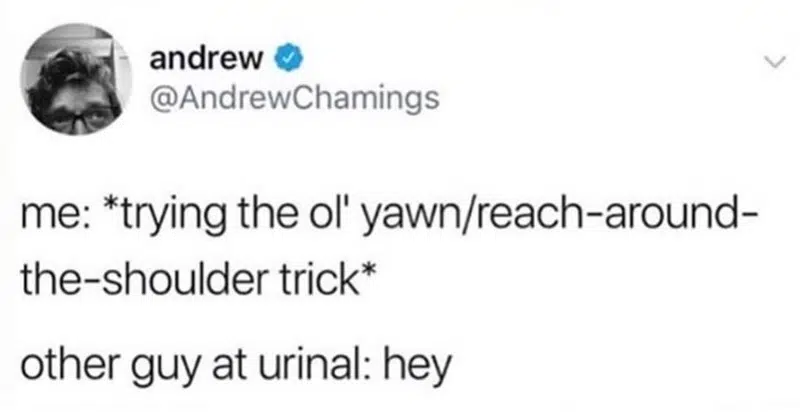 andrew
@AndrewChamings
me: *trying the ol' yawn/reach-around-
the-shoulder trick*
other guy at urinal: hey